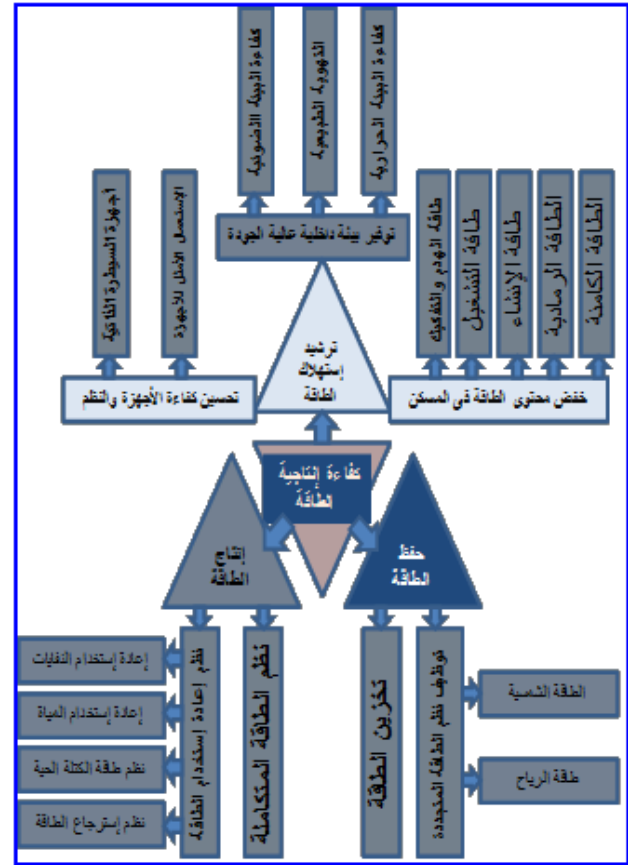 كفاءة البيئة الضوئية
التهوية الطبيعية
كفاءة البيئة الحرارية
أجهزة السيطرة الذاتية
الإستعمال الأمثل للأجهزة
توفير بيئة داخلية عالية الجودة
طاقة الهدم والتفكيك
طاقة التشغيل
طاقة الإنشاء
الطاقة الرمادية
الطاقة الكامنة
ترشيد
إستهلاك
الطاقة
خفض محتوى الطاقة فى المسكن
تحسين كفاءة الأجهزة والنظم
كفاءة إنتاجية
الطاقة
حفظ
الطاقة
إنتاج
الطاقة
توظيف نظم الطاقة المتجددة
تخزين الطاقة
نظم الطاقة المتكاملة
نظم إعادة إستخدام الطاقة
الطاقة الشمسية
طاقة الرياح
إعادة إستخدام النفايات
إعادة إستخدام المياة
نظم طاقة الكتلة الحية
نظم إسترجاع الطاقة